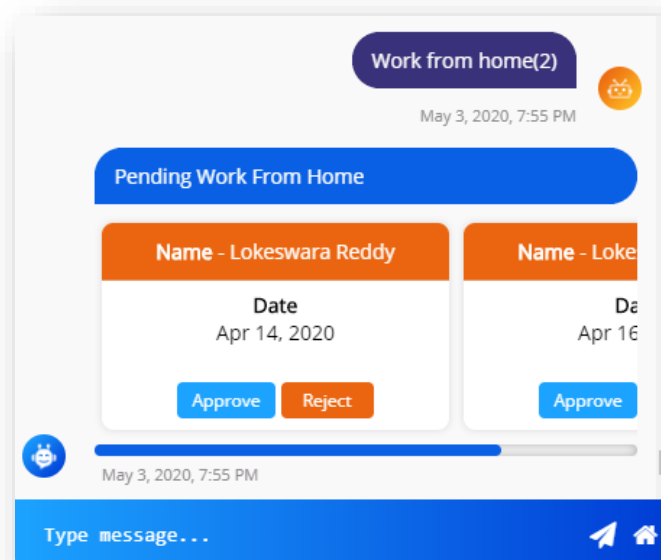 Work from home(2)
May 3, 2020, 7:55 PM
Pending Work From Home
Name - Lokeswara Reddy
Date
Apr 14, 2020
Approve Reject
Name - Loke
Da
Apr 16
Approve
May 3, 2020, 7:55 PM
Type message...